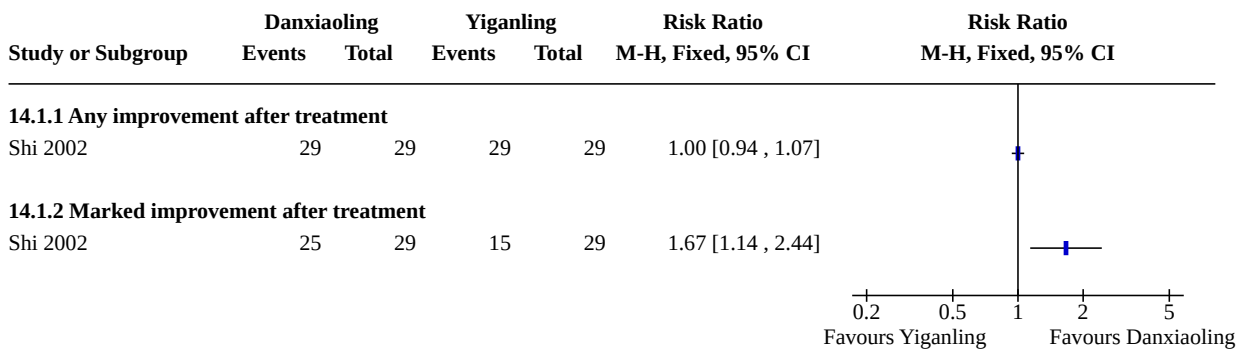 Danxiaoling Yiganling Risk Ratio Risk Ratio
Study or Subgroup Events Total Events Total M-H, Fixed, 95% CI M-H, Fixed, 95% CI
14.1.1 Any improvement after treatment
Shi 2002 29 29 29 29 1.00 [0.94 , 1.07]
14.1.2 Marked improvement after treatment
Shi 2002 25 29 15 29 1.67 [1.14 , 2.44]
0.2 0.5 1 2 5
Favours Yiganling Favours Danxiaoling